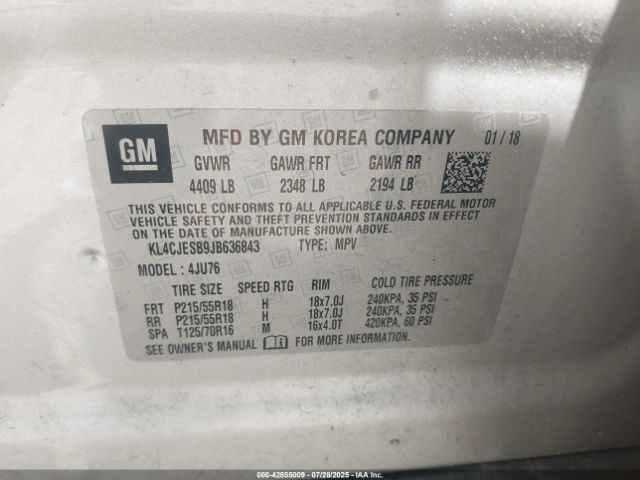 GM
MFD BY GM KOREA COMPANY 01/18
GVWR GAWR FRT GAWR RR
4409 LB 2348 LB 2194 LB
THIS VEHICLE CONFORMS TO ALL APPLICABLE U.S. FEDERAL MOTOR
VEHICLE SAFETY AND THEFT PREVENTION STANDARDS IN EFFECT
ON THE DATE OF MANUFACTURE SHOWN ABOVE.
KL4CJESB9JB636843 TYPE: MPV
MODEL: 4JU76
TIRE SIZE SPEED RTG RIM COLD TIRE PRESSURE
FRT P215/55R18 H 18x7.0J 240KPA, 35 PSI
RR P215/55R18 H 18x7.0J 240KPA, 35 PSI
SPA T125/70R16 M 16x4.0T 420KPA, 60 PSI
SEE OWNER'S MANUAL FOR MORE INFORMATION.
000-42855009 07/28/2025 IAAI.com